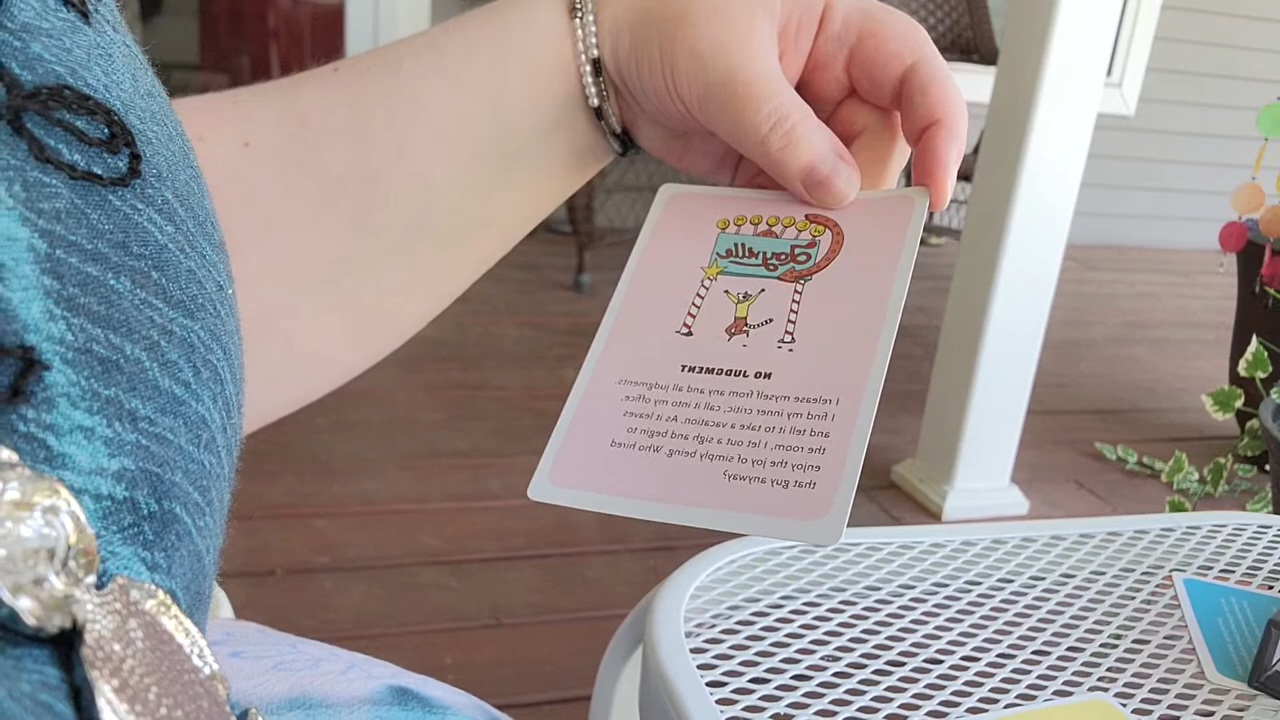 WELCOME
Joyville
NO JUDGMENT
I release myself from any and all judgments.
I find my inner critic, call it into my office,
and tell it to take a vacation. As it leaves
the room, I let out a sigh and begin to
enjoy the joy of simply being. Who hired
that guy anyway?